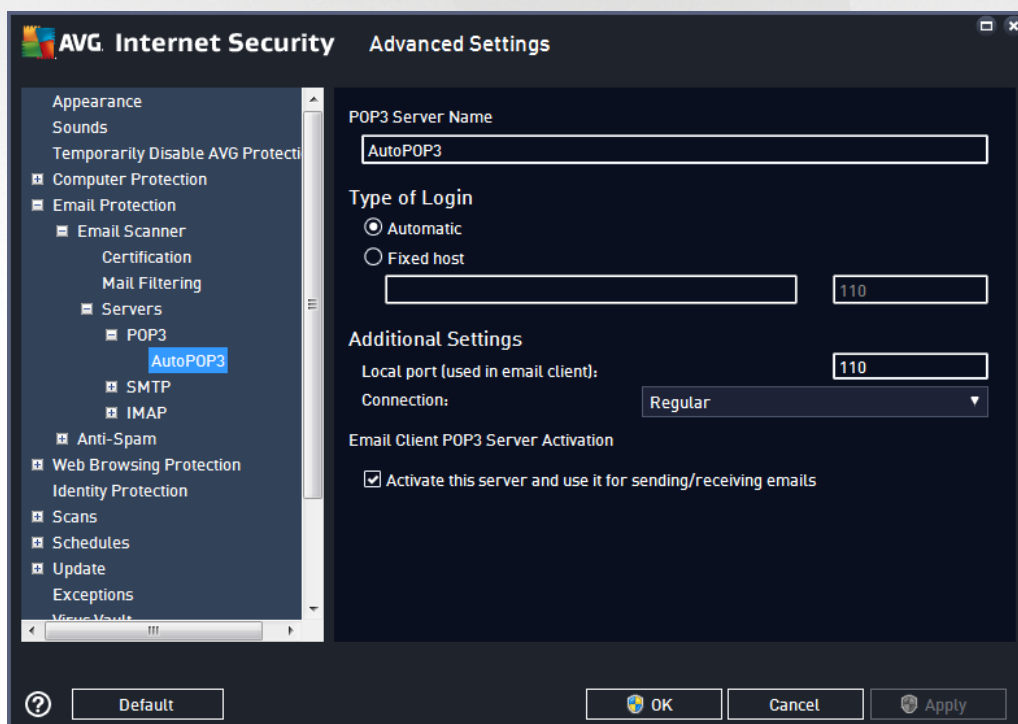 AVG. Internet Security Advanced Settings
Appearance
Sounds
Temporarily Disable AVG Protecti
Computer Protection
Email Protection
Email Scanner
Certification
Mail Filtering
Servers
POP3
AutoPOP3
SMTP
IMAP
Anti-Spam
Web Browsing Protection
Identity Protection
Scans
Schedules
Update
Exceptions
Virus Vault
POP3 Server Name
AutoPOP3
Type of Login
Automatic
Fixed host
110
Additional Settings
Local port (used in email client): 110
Connection: Regular
Email Client POP3 Server Activation
Activate this server and use it for sending/receiving emails
? Default OK Cancel Apply